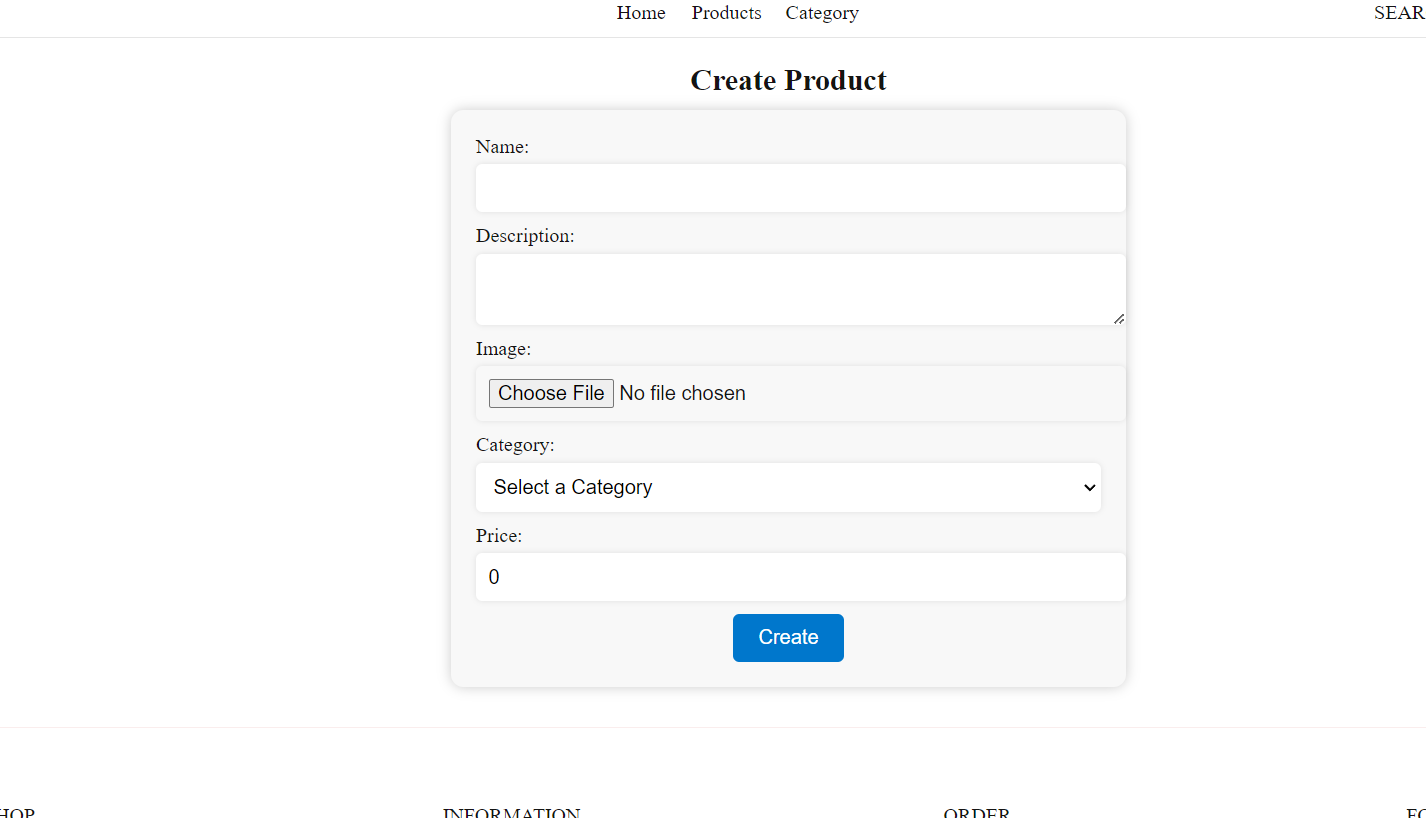 Home Products Category SEAR
Create Product
Name:
Description:
Image:
Choose File No file chosen
Category:
Select a Category
Price:
0
Create
HOP INFORMATION ORDER FO